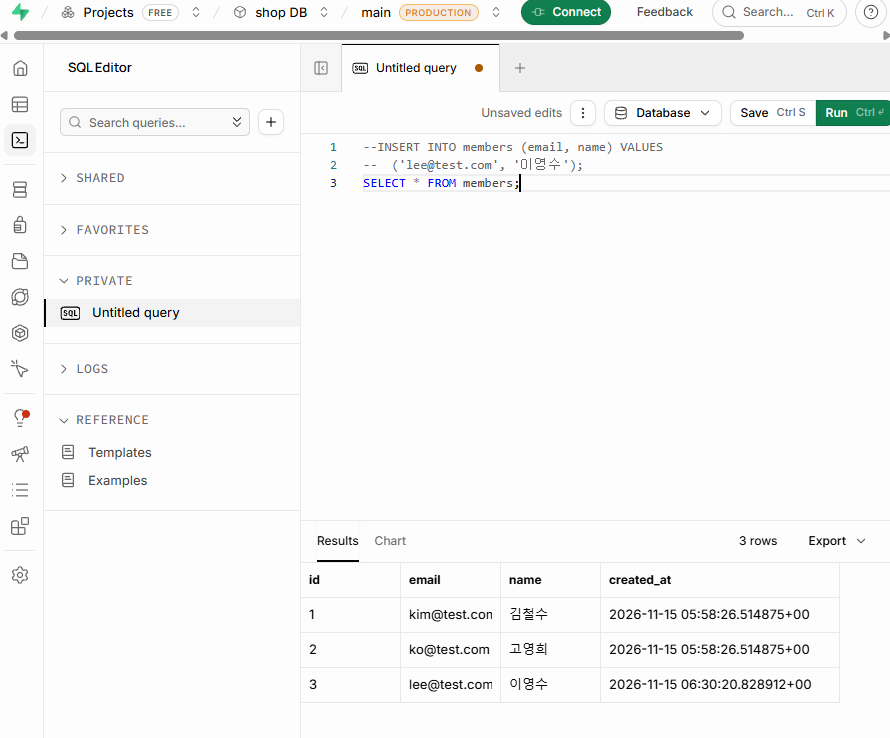 Projects FREE shop DB main PRODUCTION Connect Feedback Search... Ctrl K
SQL Editor
SQL Untitled query
Search queries...
Unsaved edits Database Save Ctrl S Run Ctrl ↵
SHARED
FAVORITES
PRIVATE
SQL Untitled query
LOGS
REFERENCE
Templates
Examples
1 --INSERT INTO members (email, name) VALUES
2 --  ('lee@test.com', '이영수');
3 SELECT * FROM members;
Results Chart 3 rows Export
id email name created_at
1 kim@test.com 김철수 2026-11-15 05:58:26.514875+00
2 ko@test.com 고영희 2026-11-15 05:58:26.514875+00
3 lee@test.com 이영수 2026-11-15 06:30:20.828912+00